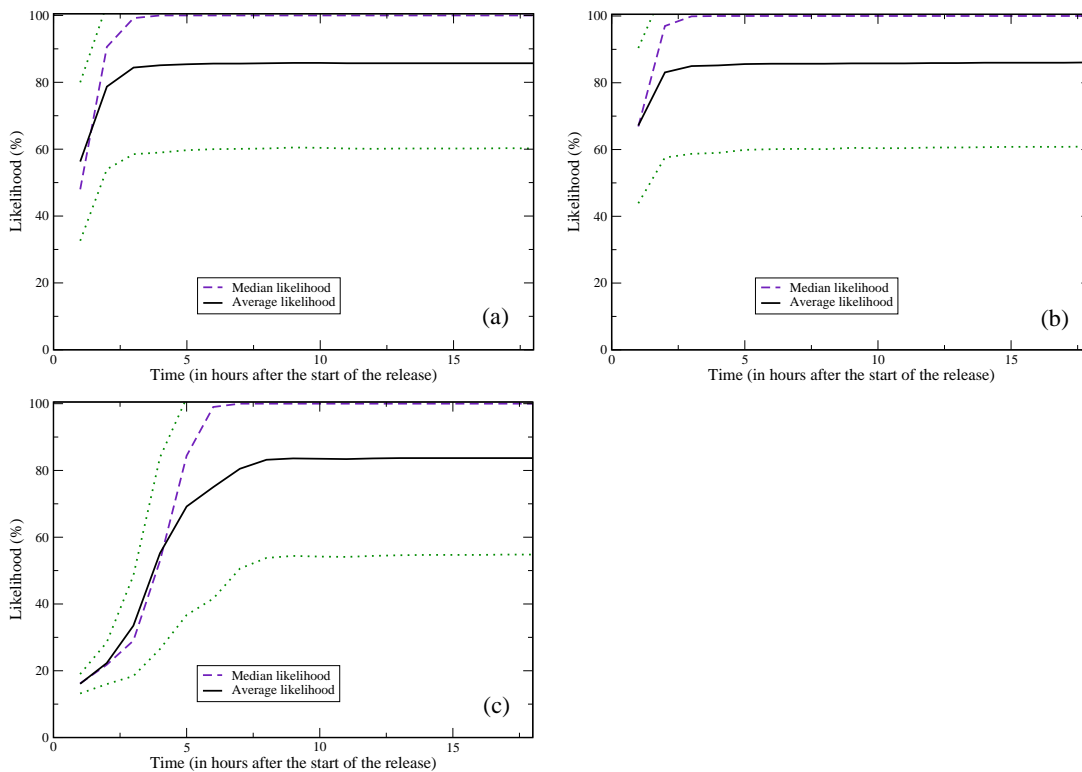 100
80
60
40
20
0
Likelihood (%)
Median likelihood
Average likelihood
(a)
0
5
10
15
Time (in hours after the start of the release)
100
80
60
40
20
0
Likelihood (%)
Median likelihood
Average likelihood
(b)
0
5
10
15
Time (in hours after the start of the release)
100
80
60
40
20
0
Likelihood (%)
Median likelihood
Average likelihood
(c)
0
5
10
15
Time (in hours after the start of the release)